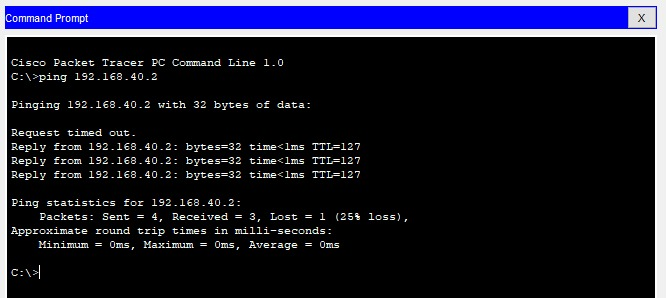 Command Prompt
X
Cisco Packet Tracer PC Command Line 1.0
C:\>ping 192.168.40.2
Pinging 192.168.40.2 with 32 bytes of data:
Request timed out.
Reply from 192.168.40.2: bytes=32 time<1ms TTL=127
Reply from 192.168.40.2: bytes=32 time<1ms TTL=127
Reply from 192.168.40.2: bytes=32 time<1ms TTL=127
Ping statistics for 192.168.40.2:
Packets: Sent = 4, Received = 3, Lost = 1 (25% loss),
Approximate round trip times in milli-seconds:
Minimum = 0ms, Maximum = 0ms, Average = 0ms
C:\>